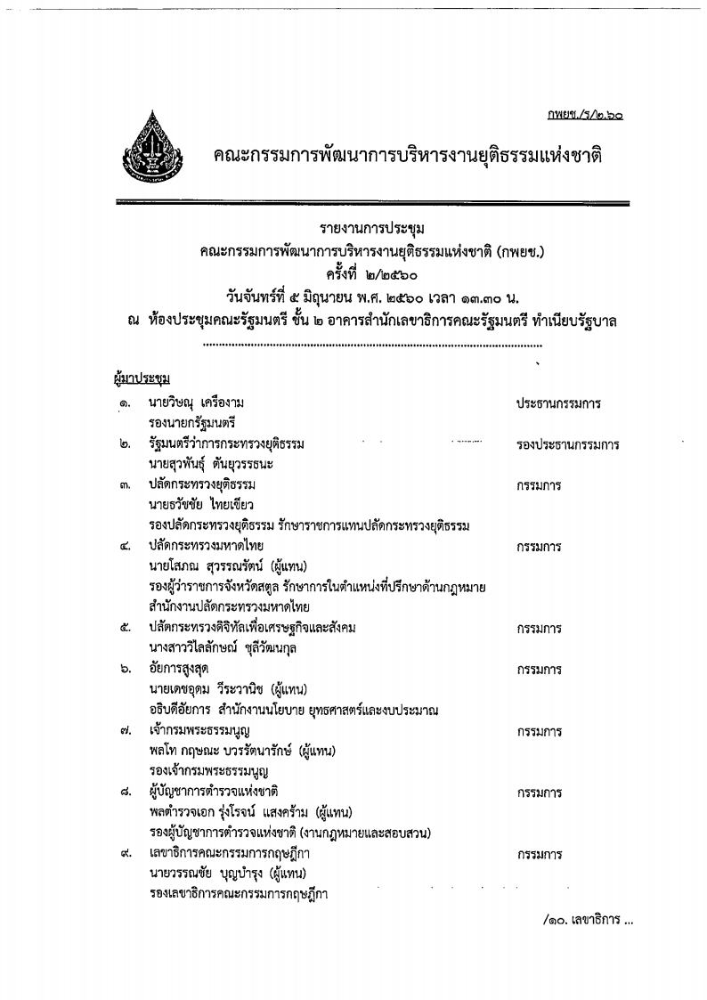 กพยช./ร/๒.๖๐
คณะกรรมการพัฒนาการบริหารงานยุติธรรมแห่งชาติ
รายงานการประชุม
คณะกรรมการพัฒนาการบริหารงานยุติธรรมแห่งชาติ (กพยช.)
ครั้งที่ ๒/๒๕๖๐
วันจันทร์ที่ ๕ มิถุนายน พ.ศ. ๒๕๖๐ เวลา ๑๓.๓๐ น.
ณ ห้องประชุมคณะรัฐมนตรี ชั้น ๒ อาคารสำนักเลขาธิการคณะรัฐมนตรี ทำเนียบรัฐบาล
ผู้มาประชุม
๑. นายวิษณุ เครืองาม ประธานกรรมการ
รองนายกรัฐมนตรี
๒. รัฐมนตรีว่าการกระทรวงยุติธรรม รองประธานกรรมการ
นายสุวพันธุ์ ตันยุวรรธนะ
๓. ปลัดกระทรวงยุติธรรม กรรมการ
นายธวัชชัย ไทยเขียว
รองปลัดกระทรวงยุติธรรม รักษาราชการแทนปลัดกระทรวงยุติธรรม
๔. ปลัดกระทรวงมหาดไทย กรรมการ
นายโสภณ สุวรรณรัตน์ (ผู้แทน)
รองผู้ว่าราชการจังหวัดสตูล รักษาการในตำแหน่งที่ปรึกษาด้านกฎหมาย
สำนักงานปลัดกระทรวงมหาดไทย
๕. ปลัดกระทรวงดิจิทัลเพื่อเศรษฐกิจและสังคม กรรมการ
นางสาววิไลลักษณ์ ชุลีวัฒนกุล
๖. อัยการสูงสุด กรรมการ
นายเดชอุดม วีระวานิช (ผู้แทน)
อธิบดีอัยการ สำนักงานนโยบาย ยุทธศาสตร์และงบประมาณ
๗. เจ้ากรมพระธรรมนูญ กรรมการ
พลโท กฤษณะ บวรรัตนารักษ์ (ผู้แทน)
รองเจ้ากรมพระธรรมนูญ
๘. ผู้บัญชาการตำรวจแห่งชาติ กรรมการ
พลตำรวจเอก รุ่งโรจน์ แสงคร้าม (ผู้แทน)
รองผู้บัญชาการตำรวจแห่งชาติ (งานกฎหมายและสอบสวน)
๙. เลขาธิการคณะกรรมการกฤษฎีกา กรรมการ
นายวรรณชัย บุญบำรุง (ผู้แทน)
รองเลขาธิการคณะกรรมการกฤษฎีกา
/๑๐. เลขาธิการ ...